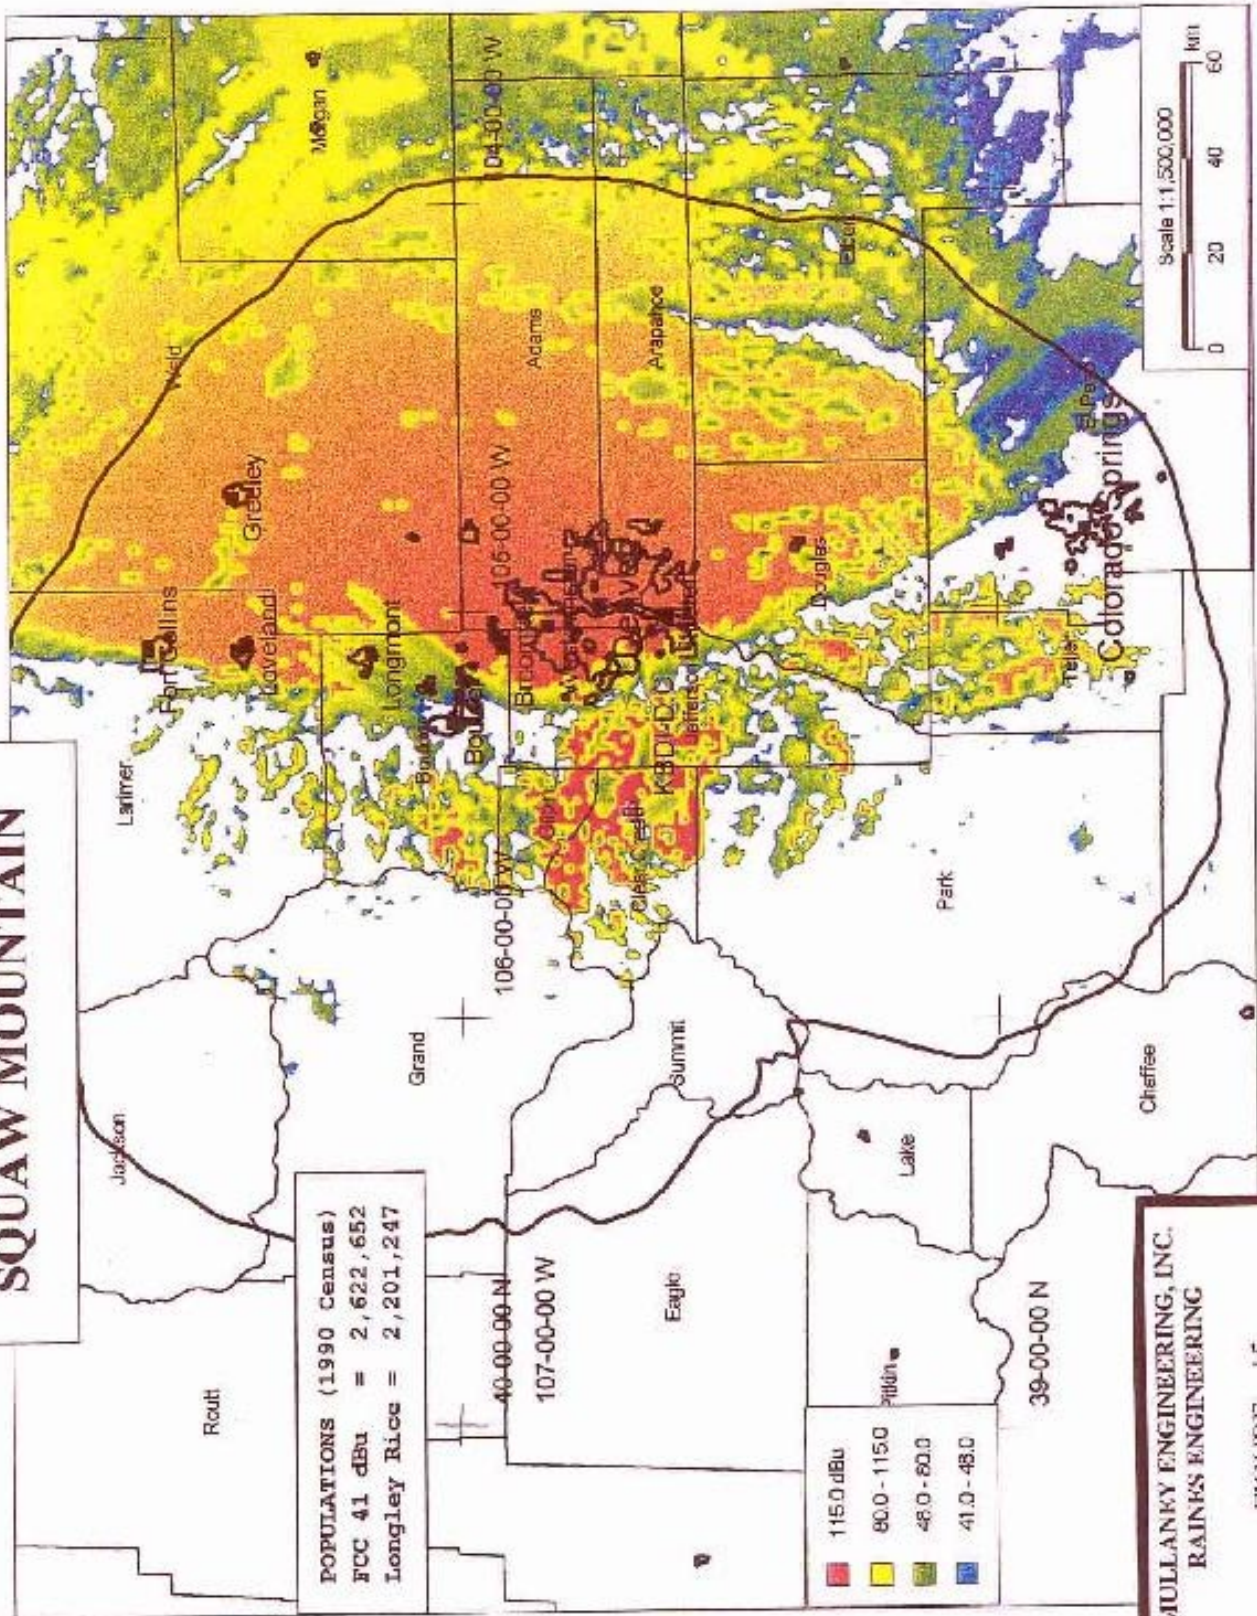 SQUAW MOUNTAIN
POPULATIONS (1990 Census)
FCC 41 dBu = 2,622,652
Longley Rice = 2,201,247
115.0 dBu
80.0 - 115.0
48.0 - 80.0
41.0 - 48.0
MULLANEY ENGINEERING, INC.
RAINES ENGINEERING
Scale 1:1,500,000
0 20 40 60 km
Routt
Jackson
Larimer
Fort Collins
Weld
Morgan
Greeley
Loveland
Longmont
Grand
Boulder
Boulder
40-00-00 N
107-00-00 W
106-00-00 W
105-00-00 W
104-00-00 W
Adams
Eagle
Summit
Clear Creek
KBDI-D.C
Jefferson
Arapahoe
Douglas
Elbert
Pitkin
Lake
Park
39-00-00 N
Chaffee
Teller
Colorado Springs
El Paso